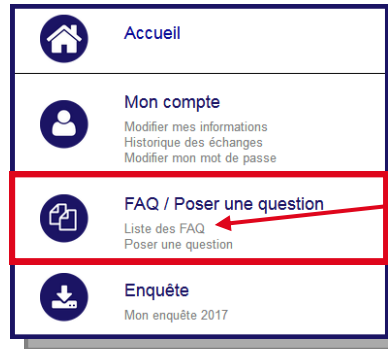 Accueil
Mon compte
Modifier mes informations
Historique des échanges
Modifier mon mot de passe
FAQ / Poser une question
Liste des FAQ
Poser une question
Enquête
Mon enquête 2017